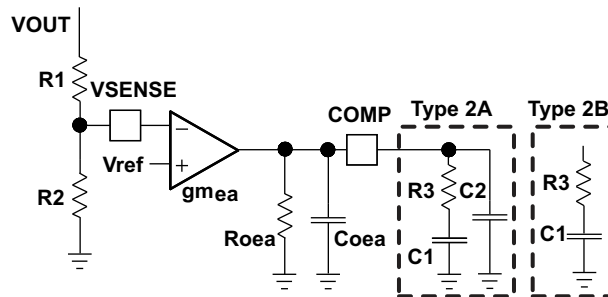 VOUT
R1
VSENSE
COMP
Type 2A
Type 2B
Vref
gmea
R2
Roea
Coea
R3
C2
C1
R3
C1